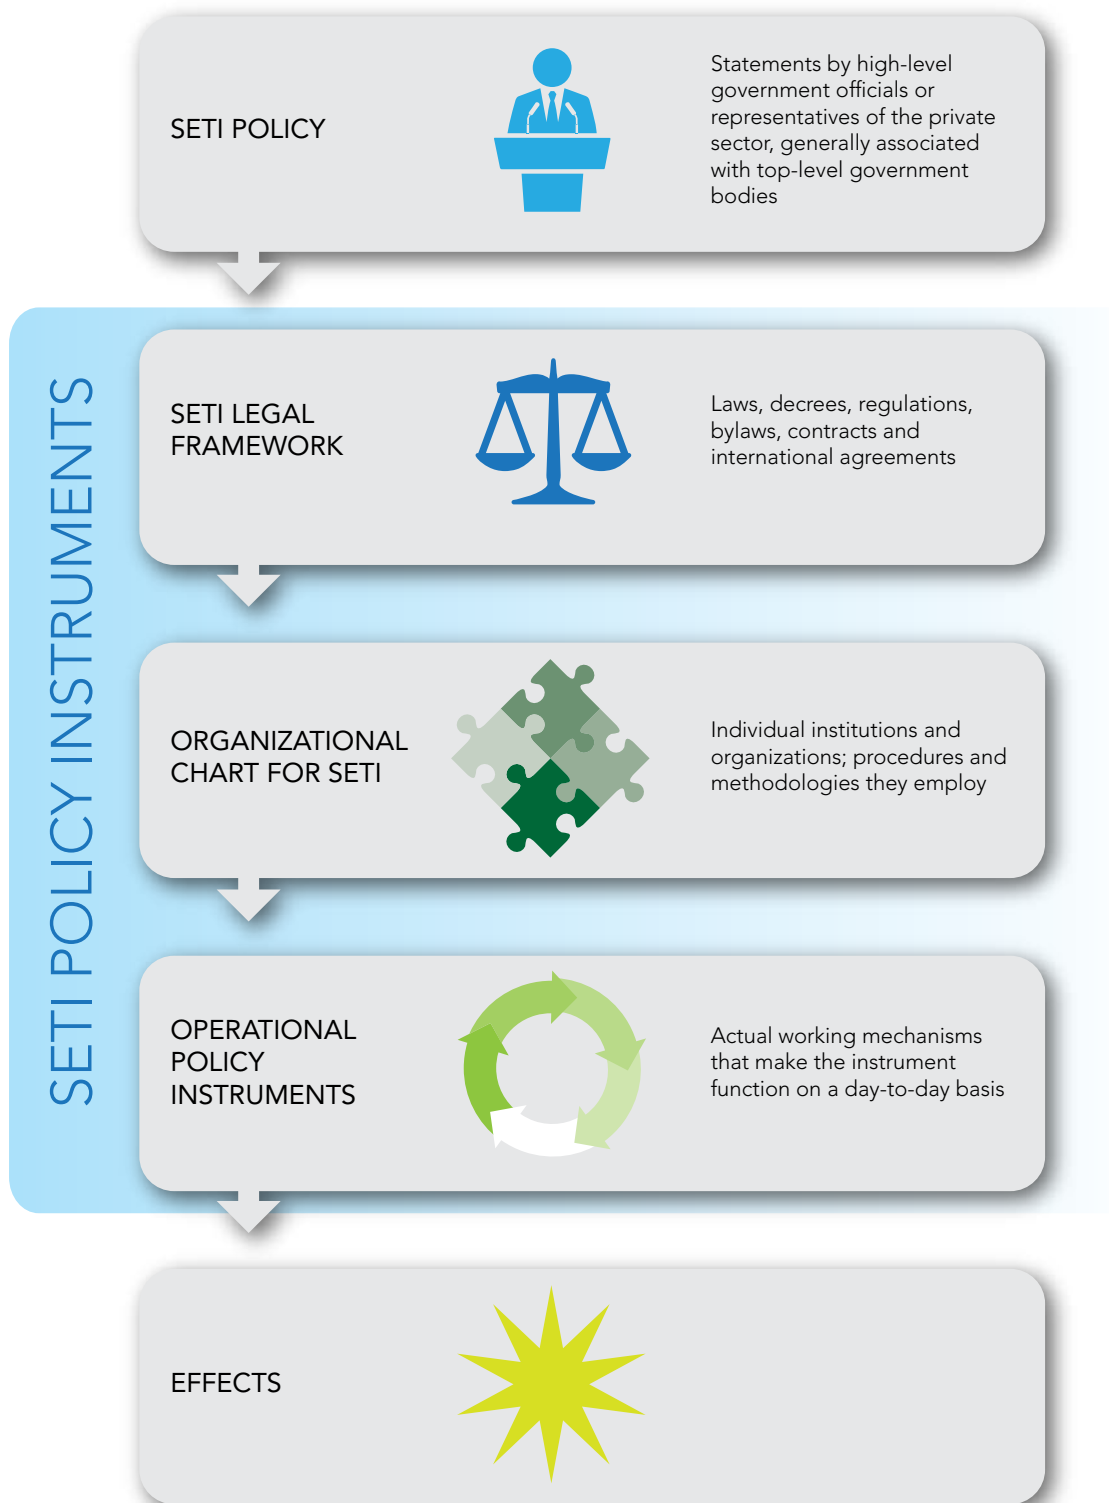 SETI POLICY
Statements by high-level
government officials or
representatives of the private
sector, generally associated
with top-level government
bodies
SETI POLICY INSTRUMENTS
SETI LEGAL
FRAMEWORK
Laws, decrees, regulations,
bylaws, contracts and
international agreements
ORGANIZATIONAL
CHART FOR SETI
Individual institutions and
organizations; procedures and
methodologies they employ
OPERATIONAL
POLICY
INSTRUMENTS
Actual working mechanisms
that make the instrument
function on a day-to-day basis
EFFECTS